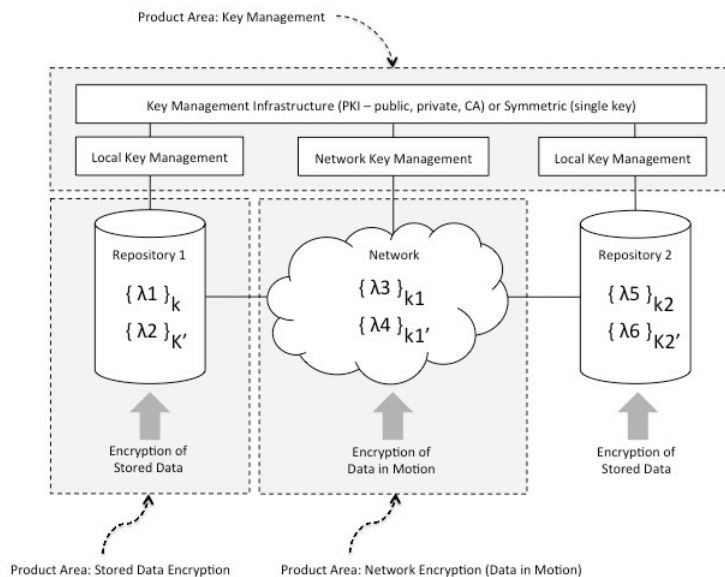 Product Area: Key Management
Key Management Infrastructure (PKI – public, private, CA) or Symmetric (single key)
Local Key Management
Network Key Management
Local Key Management
Repository 1
{ λ1 }k
{ λ2 }K’
Network
{ λ3 }k1
{ λ4 }k1’
Repository 2
{ λ5 }k2
{ λ6 }K2’
Encryption of
Stored Data
Encryption of
Data in Motion
Encryption of
Stored Data
Product Area: Stored Data Encryption
Product Area: Network Encryption (Data in Motion)